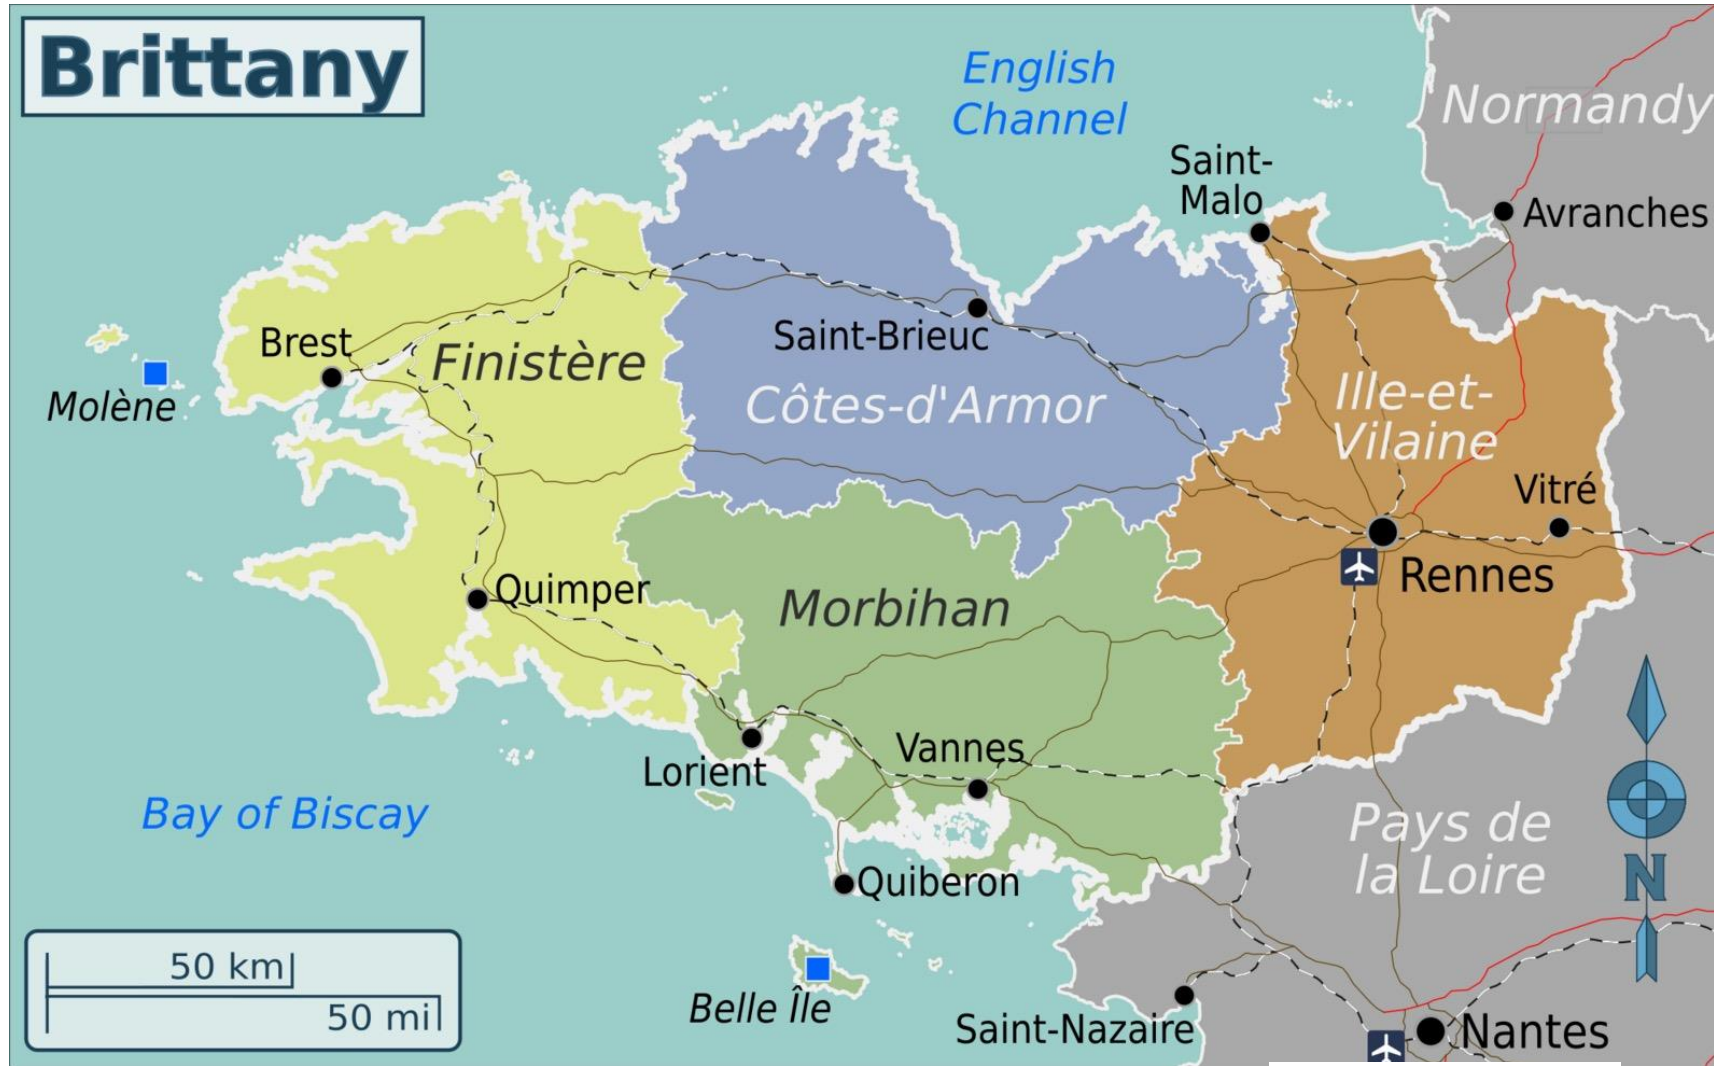 Brittany
English
Channel
Normandy
Saint-
Malo
Avranches
Brest
Saint-Brieuc
Finistère
Côtes-d'Armor
Ille-et-
Vilaine
Molène
Vitré
Rennes
Quimper
Morbihan
Lorient
Vannes
Bay of Biscay
Pays de
la Loire
Quiberon
N
50 km
50 mi
Belle Île
Saint-Nazaire
Nantes